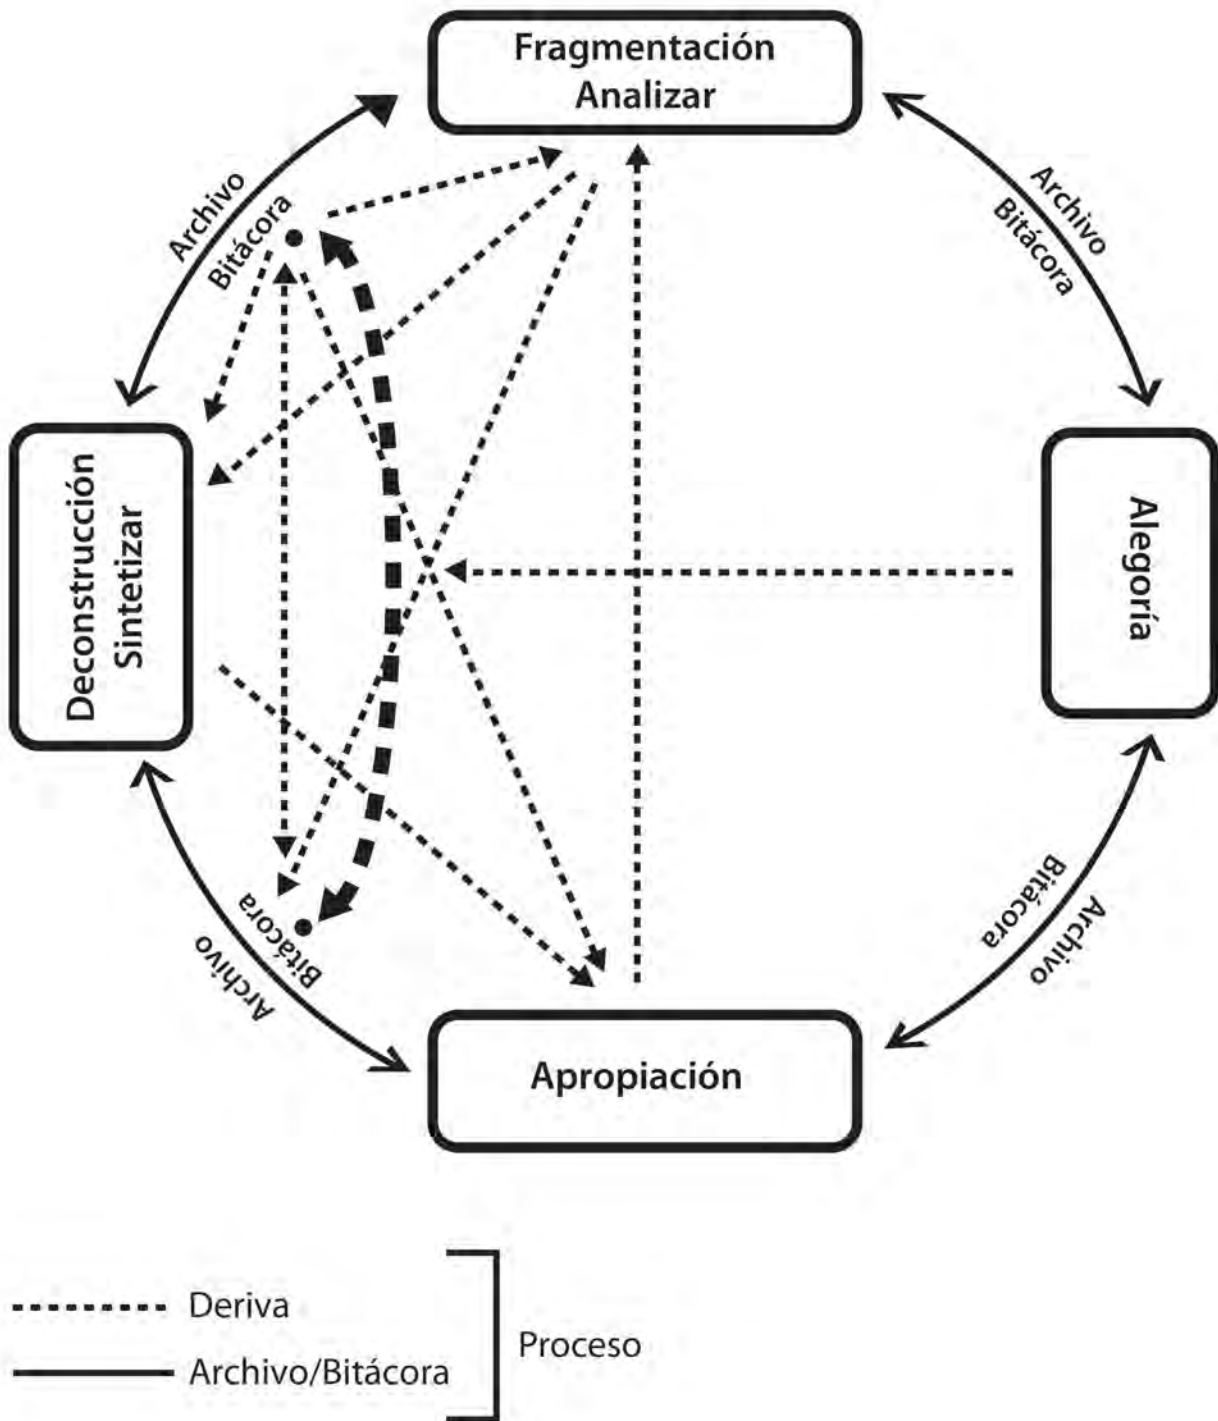 Fragmentación
Analizar
Archivo
Bitácora
Archivo
Bitácora
Deconstrucción
Sintetizar
Alegoría
Bitácora
Archivo
Bitácora
Archivo
Apropiación
Deriva
Archivo/Bitácora
Proceso